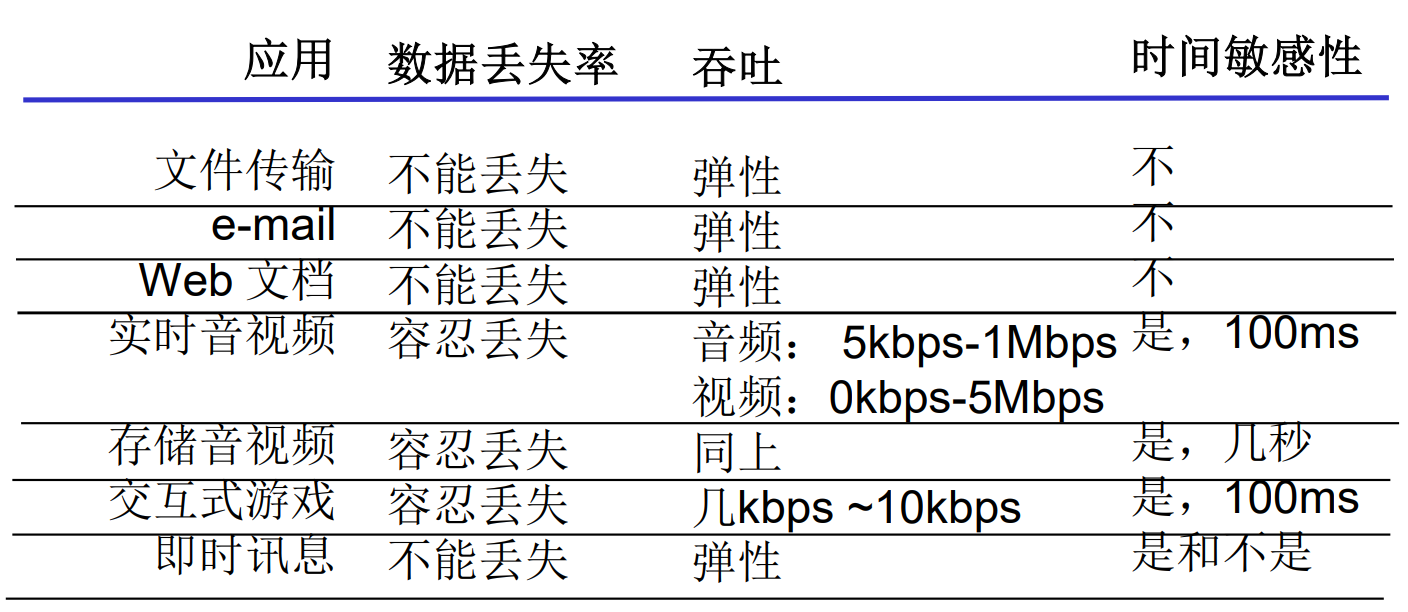 应用 数据丢失率 吞吐 时间敏感性
文件传输 不能丢失 弹性 不
e-mail 不能丢失 弹性 不
Web 文档 不能丢失 弹性 不
实时音视频 容忍丢失 音频： 5kbps-1Mbps 是，100ms
视频：0kbps-5Mbps
存储音视频 容忍丢失 同上 是，几秒
交互式游戏 容忍丢失 几kbps ~10kbps 是，100ms
即时讯息 不能丢失 弹性 是和不是